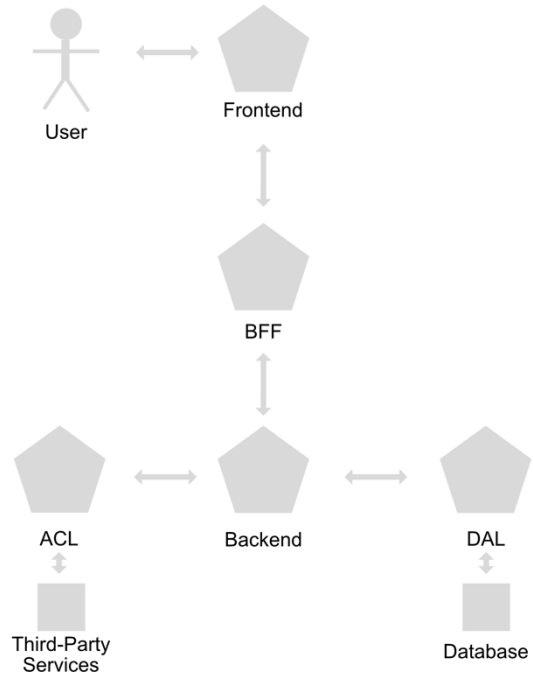 User
Frontend
BFF
ACL
Backend
DAL
Third-Party
Services
Database